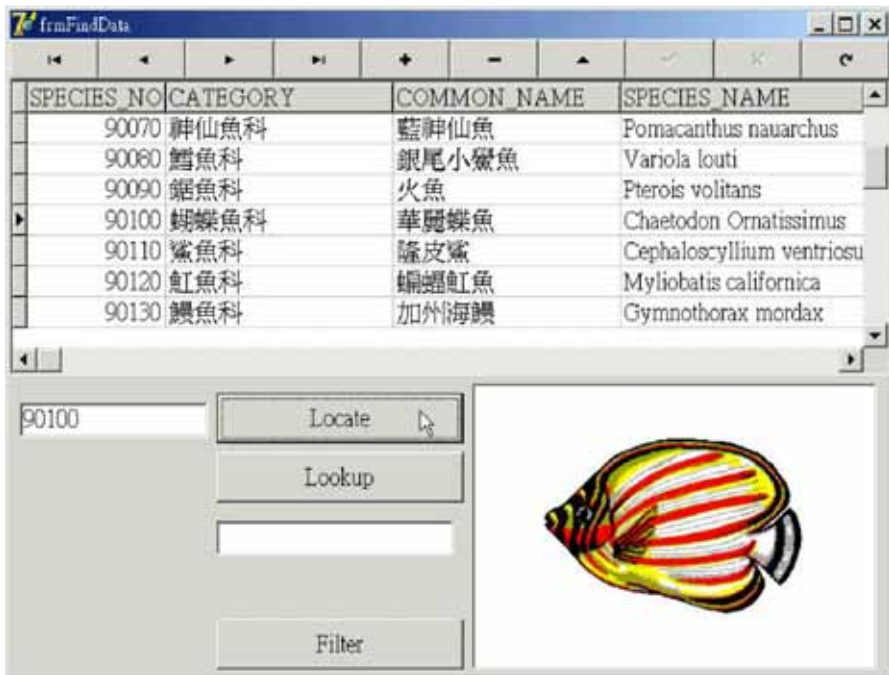 frmFindData
SPECIES_NO CATEGORY COMMON_NAME SPECIES_NAME
90070 神仙魚科 藍神仙魚 Pomacanthus nauarchus
90080 鱈魚科 銀尾小鱟魚 Variola louti
90090 鋸魚科 火魚 Pterois volitans
90100 蝴蝶魚科 華麗蝶魚 Chaetodon Ornatissimus
90110 鯊魚科 隆皮鯊 Cephaloscyllium ventriosu
90120 魟魚科 蝙蝠魟魚 Myliobatis californica
90130 鰻魚科 加州海鰻 Gymnothorax mordax
90100
Locate
Lookup
Filter